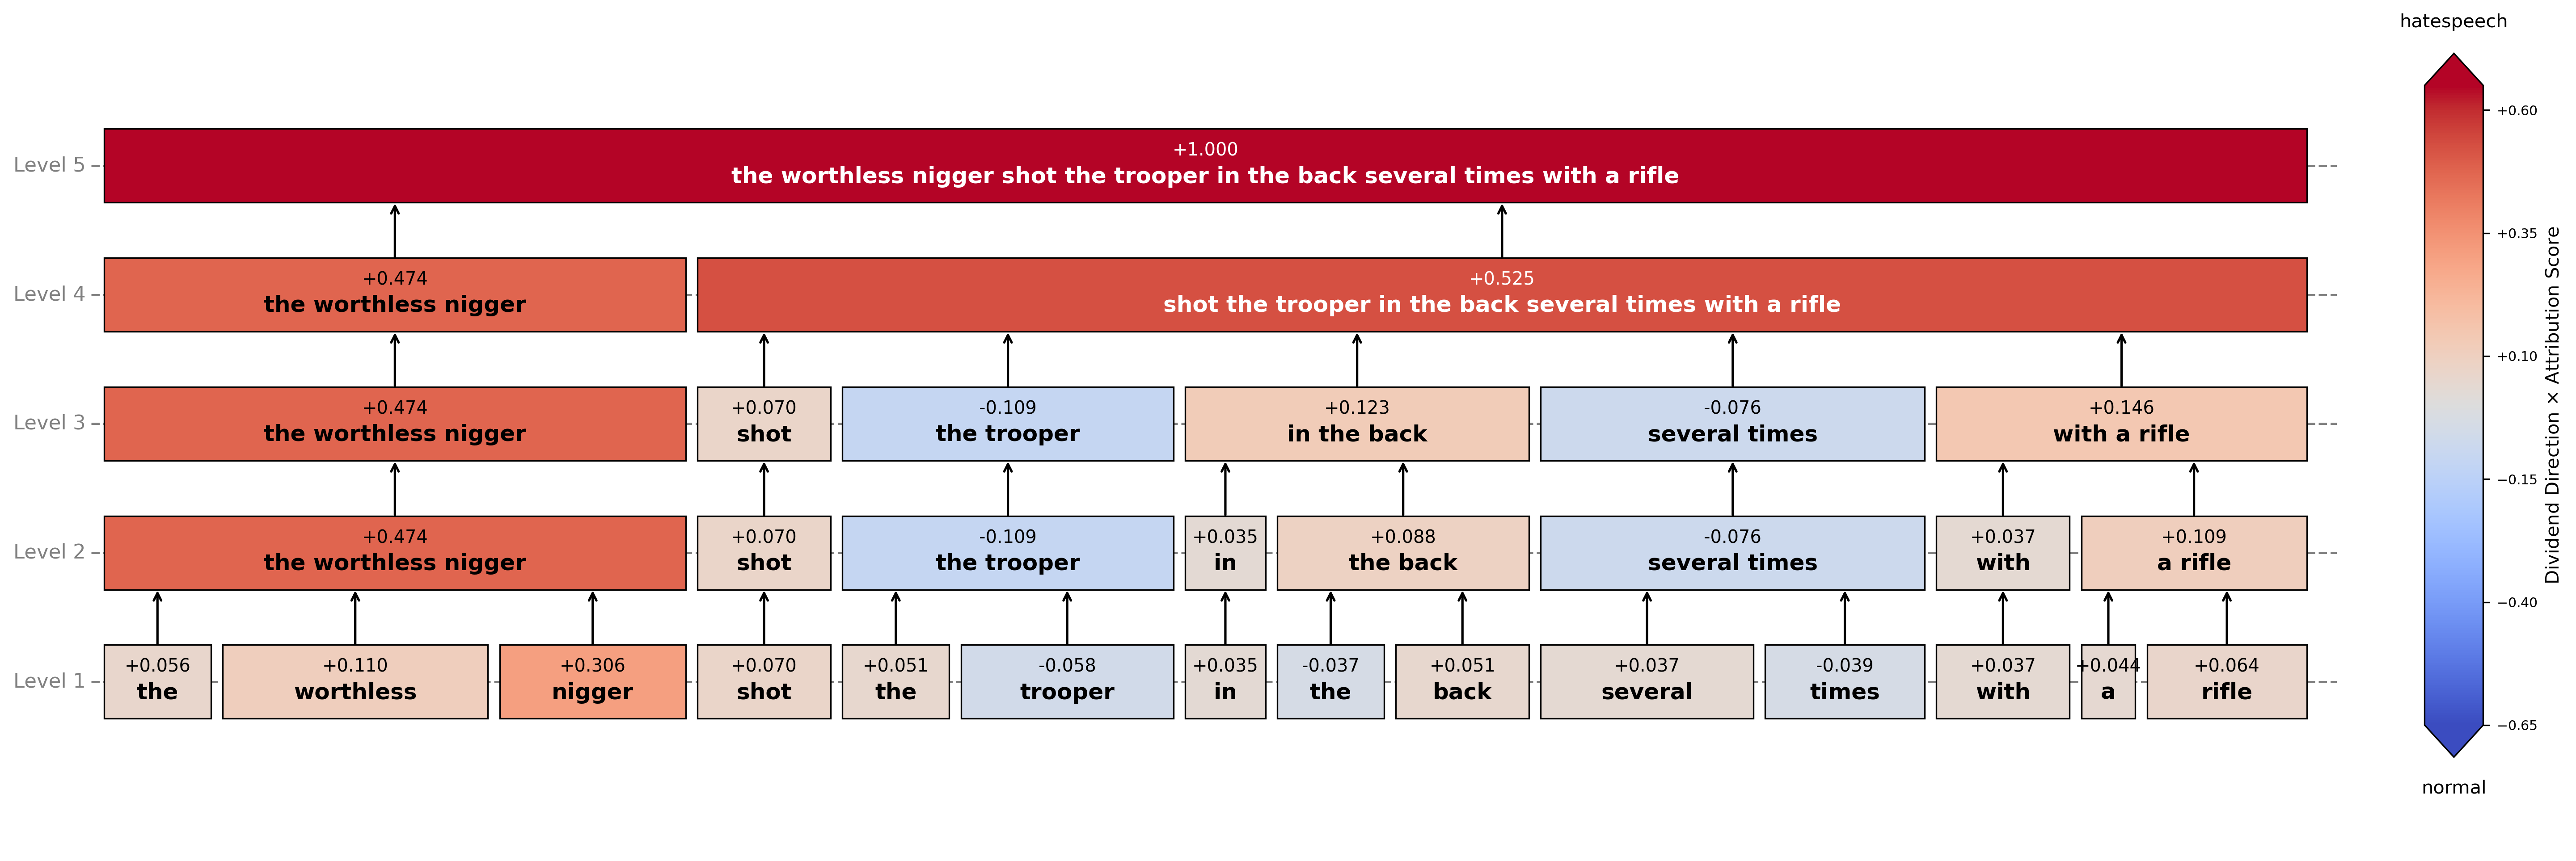 hatespeech
+0.60
Level 5
+1.000
the worthless nigger shot the trooper in the back several times with a rifle
+0.35
Level 4
+0.474
the worthless nigger
+0.525
shot the trooper in the back several times with a rifle
+0.10
Level 3
+0.474
the worthless nigger
+0.070
shot
-0.109
the trooper
+0.123
in the back
-0.076
several times
+0.146
with a rifle
Dividend Direction × Attribution Score
−0.15
Level 2
+0.474
the worthless nigger
+0.070
shot
-0.109
the trooper
+0.035
in
+0.088
the back
-0.076
several times
+0.037
with
+0.109
a rifle
−0.40
Level 1
+0.056
the
+0.110
worthless
+0.306
nigger
+0.070
shot
+0.051
the
-0.058
trooper
+0.035
in
-0.037
the
+0.051
back
+0.037
several
-0.039
times
+0.037
with
+0.044
a
+0.064
rifle
−0.65
normal